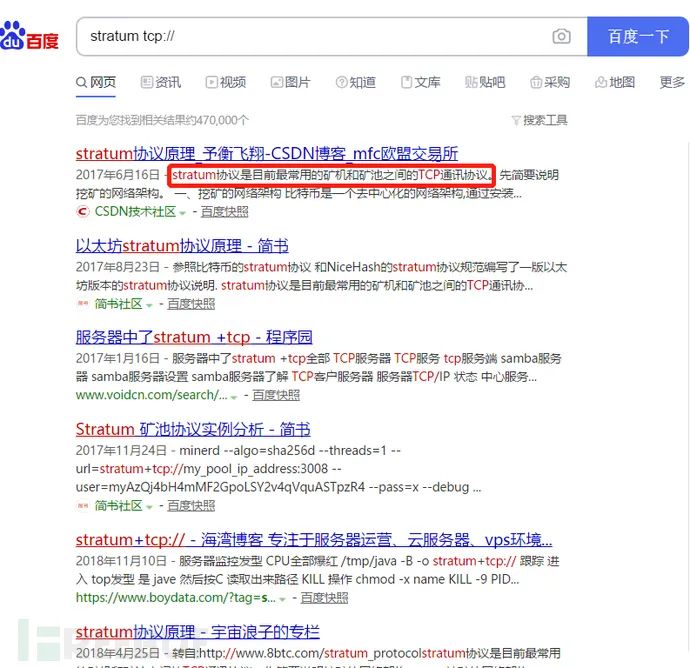 du 百度
stratum tcp://
百度一下
网页 资讯 视频 图片 知道 文库 贴吧 采购 地图 更多
百度为您找到相关结果约470,000个
搜索工具
stratum协议原理_予衡飞翔-CSDN博客_mfc欧盟交易所
2017年6月16日 - stratum协议是目前最常用的矿机和矿池之间的TCP通讯协议。先简要说明
挖矿的网络架构。 一、挖矿的网络架构 比特币是一个去中心化的网络架构,通过安装...
CSDN技术社区 - 百度快照
以太坊stratum协议原理 - 简书
2017年8月23日 - 参照比特币的stratum协议 和NiceHash的stratum协议规范编写了一版以太
坊版本的stratum协议说明. stratum协议是目前最常用的矿机和矿池之间的TCP通讯协...
简书社区 - 百度快照
服务器中了stratum +tcp - 程序园
2017年1月16日 - 服务器中了stratum +tcp全部 TCP服务器 TCP服务 tcp服务端 samba服务
器 samba服务器设置 samba服务器了解 TCP客户服务器 服务器TCP/IP 状态 中心服务...
www.voidcn.com/search/... - 百度快照
Stratum 矿池协议实例分析 - 简书
2017年11月24日 - minerd --algo=sha256d --threads=1 --
url=stratum+tcp://my_pool_ip_address:3008 --
user=myAzQj4bH4mMF2GpoLSY2v4qVquASTpzR4 --pass=x --debug ...
简书社区 - 百度快照
stratum+tcp:// - 海湾博客 专注于服务器运营、云服务器、vps环境...
2018年11月10日 - 服务器监控发型 CPU全部爆红 /tmp/java -B -o stratum+tcp:// 跟踪 进
入 top发型 是 jave 然后按C 读取出来路径 KILL 操作 chmod -x name KILL -9 PID...
https://www.boydata.com/?tag=s... - 百度快照
stratum协议原理 - 宇宙浪子的专栏
2018年4月25日 - 转自:http://www.8btc.com/stratum_protocolstratum协议是目前最常用